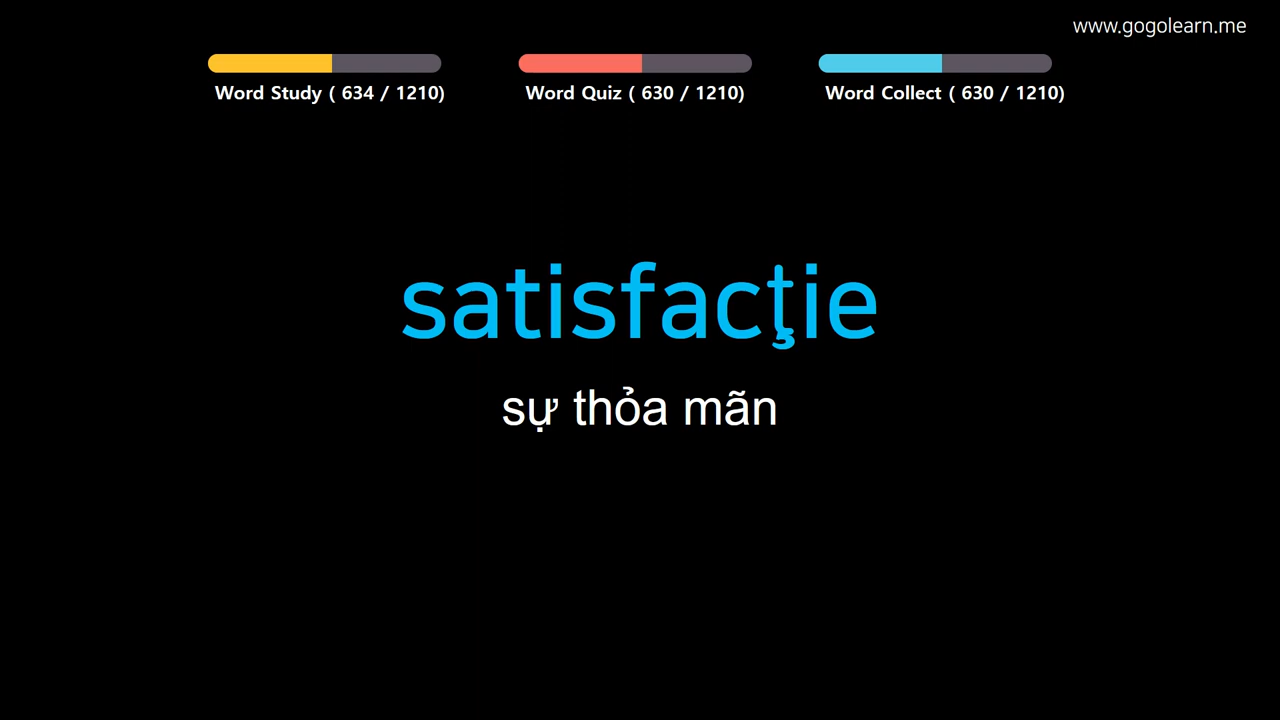 www.gogolearn.me
Word Study ( 634 / 1210)
Word Quiz ( 630 / 1210)
Word Collect ( 630 / 1210)
satisfacţie
sự thỏa mãn